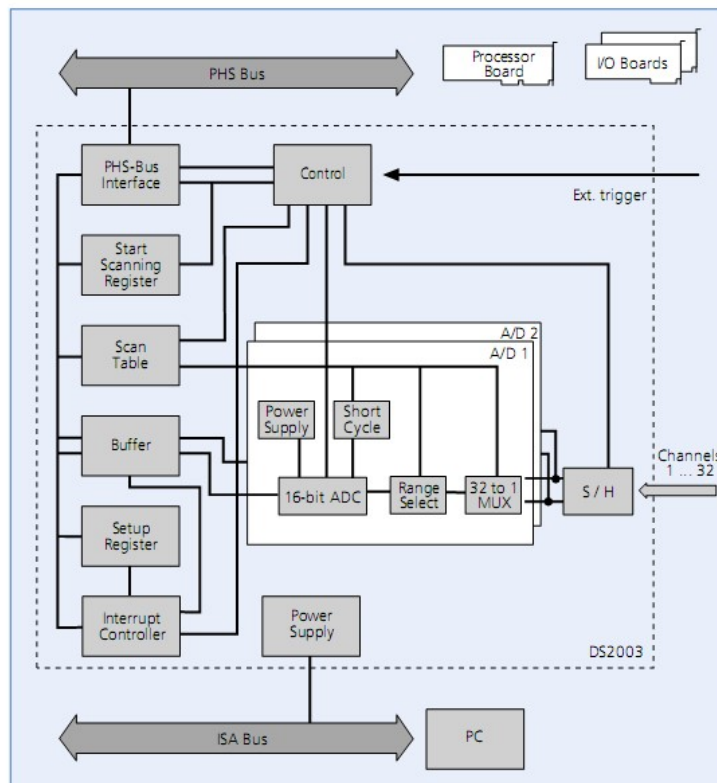 PHS Bus
Processor
Board
I/O Boards
PHS-Bus
Interface
Control
Ext. trigger
Start
Scanning
Register
Scan
Table
A/D 2
A/D 1
Power
Supply
Short
Cycle
Buffer
16-bit ADC
Range
Select
32 to 1
MUX
S / H
Channels
1 ... 32
Setup
Register
Interrupt
Controller
Power
Supply
DS2003
ISA Bus
PC